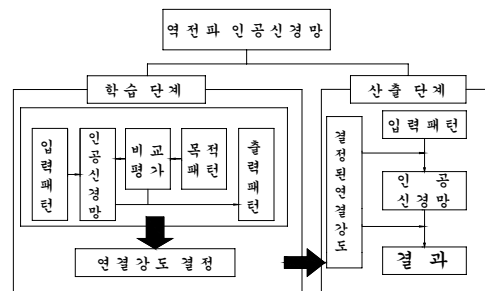 역전파 인공신경망
학습 단계
산출 단계
입력패턴
인공신경망
비교
평가
목적
패턴
출력패턴
연결강도 결정
결정된연결강도
입력패턴
인공
신경망
결과